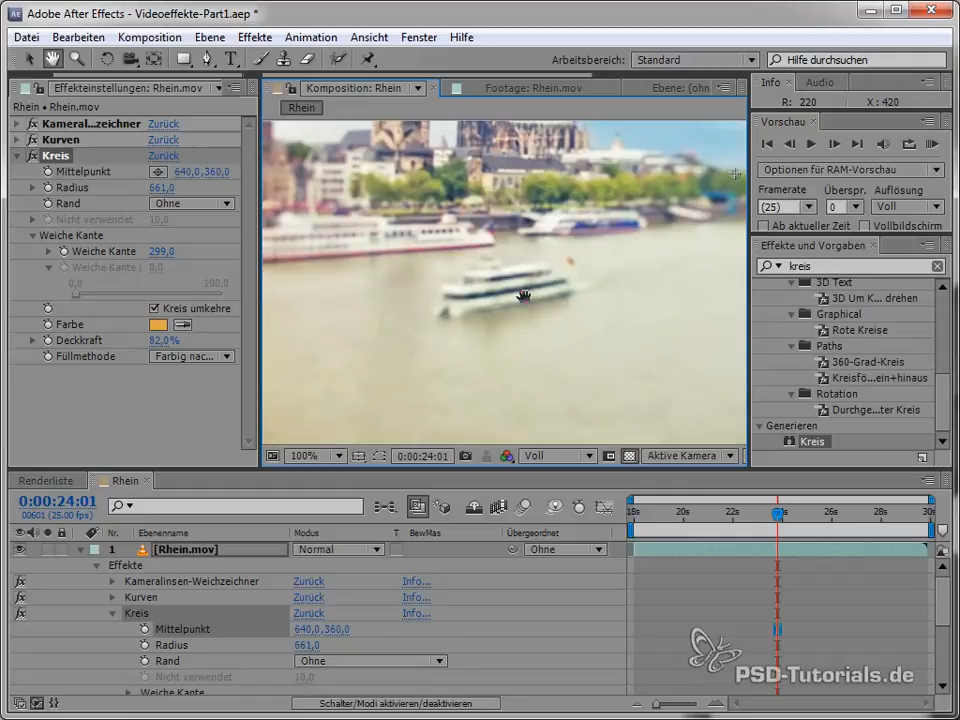 Adobe After Effects - Videoeffekte-Part1.aep *
Datei Bearbeiten Komposition Ebene Effekte Animation Ansicht Fenster Hilfe
Arbeitsbereich: Standard Hilfe durchsuchen
Effekteinstellungen: Rhein.mov
Komposition: Rhein
Footage: Rhein.mov
Ebene: (ohn
Rhein • Rhein.mov
Rhein
Kameral...zeichner Zurück
Kurven Zurück
Kreis Zurück
Mittelpunkt 640,0,360,0
Radius 661,0
Rand Ohne
Nicht verwendet 10,0
Weiche Kante
Weiche Kante 299,0
Weiche Kante ( 0,0
0,0 100,0
Kreis umkehre
Farbe
Deckkraft 82,0%
Füllmethode Farbig nac...
100% 0:00:24:01 Voll Aktive Kamera
Info Audio
R: 220 X: 420
Vorschau
Optionen für RAM-Vorschau
Framerate Überspr. Auflösung
(25) 0 Voll
Ab aktueller Zeit Vollbildschirm
Effekte und Vorgaben
kreis
3D Text
3D Um K... drehen
Graphical
Rote Kreise
Paths
360-Grad-Kreis
Kreisfö...ein+hinaus
Rotation
Durchge...ter Kreis
Generieren
Kreis
Renderliste Rhein
0:00:24:01
00601 (25.00 fps)
18s 20s 22s 24s 26s 28s 30s
Nr. Ebenenname Modus T BewMas Übergeordnet
1 [Rhein.mov] Normal Ohne
Effekte
Kameralinsen-Weichzeichner Zurück Info...
Kurven Zurück Info...
Kreis Zurück Info...
Mittelpunkt 640,0,360,0
Radius 661,0
Rand Ohne
Nicht verwendet 10,0
Weiche Kante
Schalter/Modi aktivieren/deaktivieren
PSD-Tutorials.de